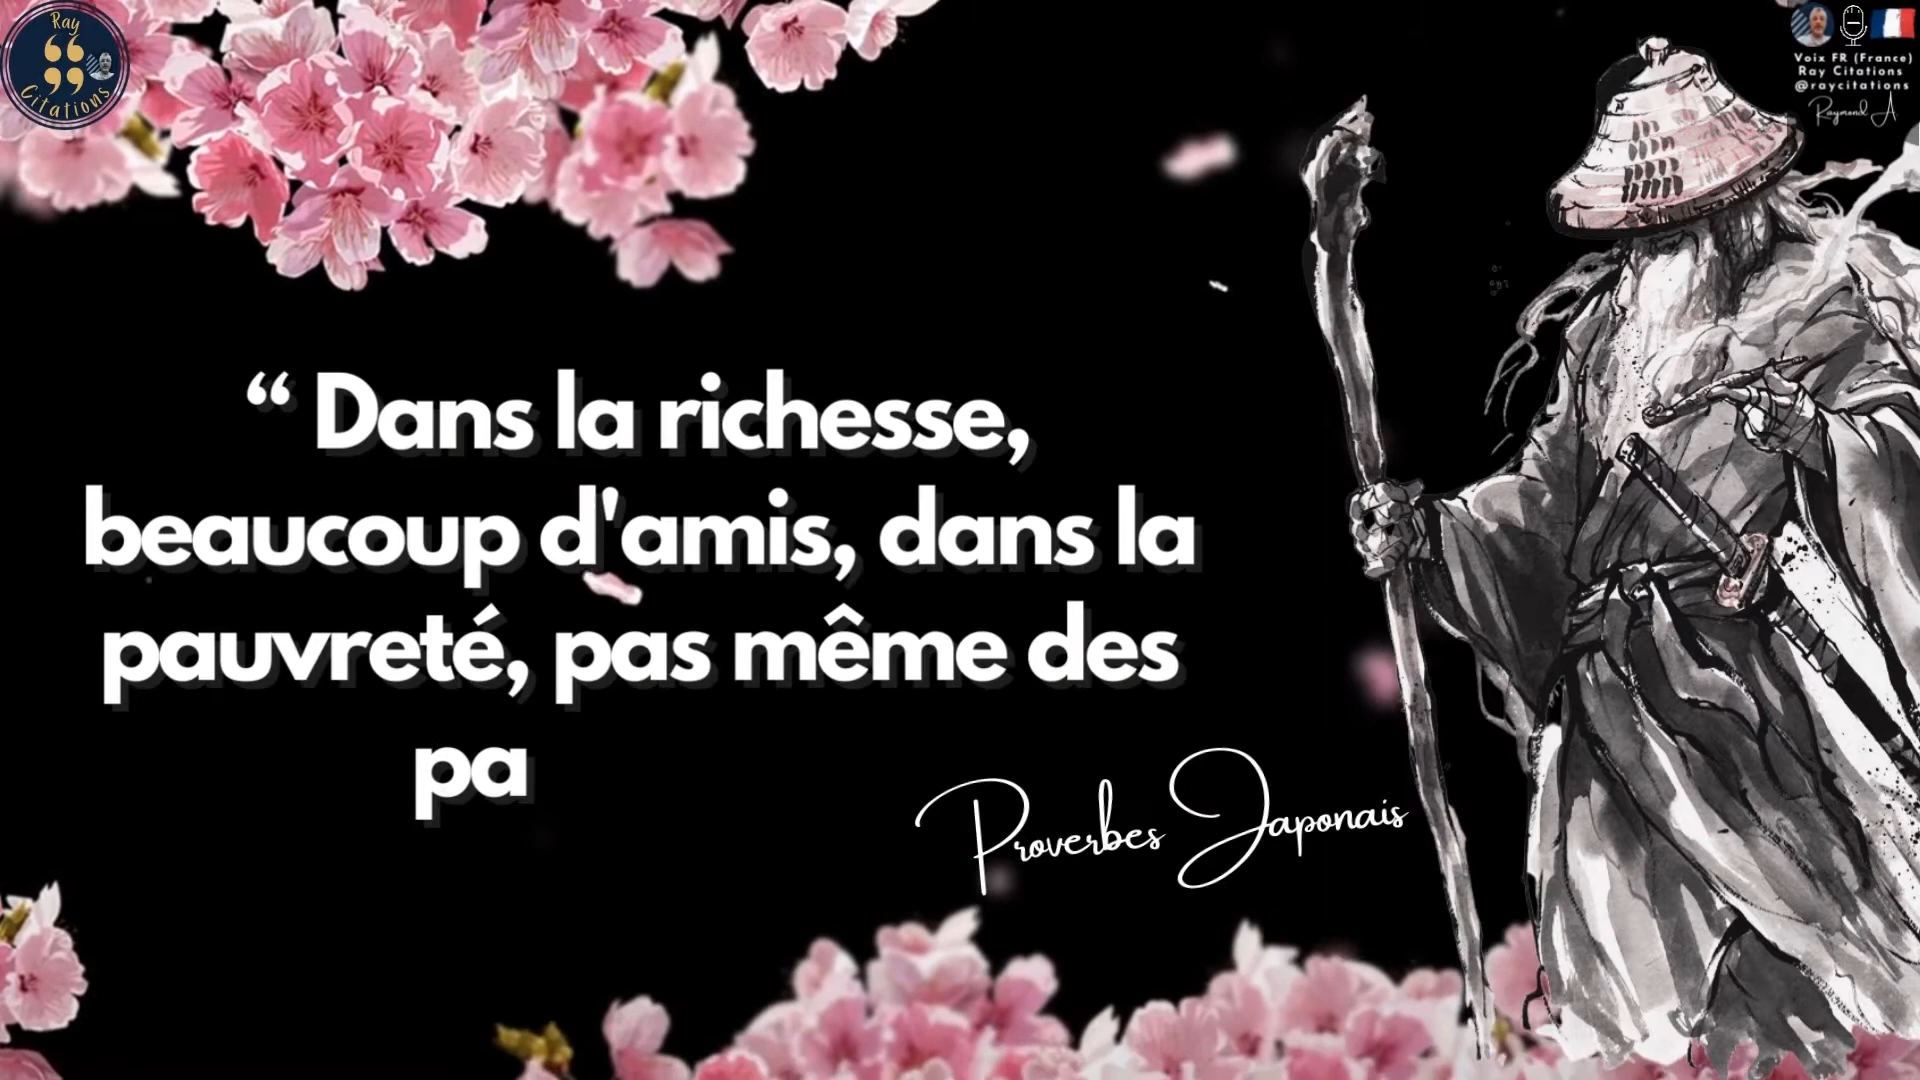 Ray
Citations
Voix FR (France)
Ray Citations
@raycitations
Raymond A
“ Dans la richesse,
beaucoup d'amis, dans la
pauvreté, pas même des
pa
Proverbes Japonais